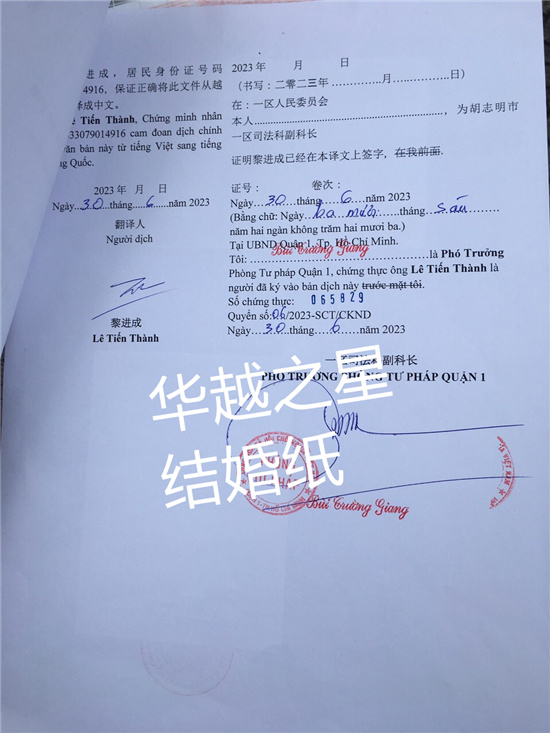 进成，居民身份证号码
4916，保证正确将此文件从越
成中文。
Lê Tiến Thành, Chứng minh nhân
33079014916 cam đoan dịch chính
văn bản này từ tiếng Việt sang tiếng
Quốc.
2023 年 月 日
Ngày...30...tháng...6...năm 2023
翻译人
Người dịch
黎进成
Lê Tiến Thành
2023 年 月 日
（书写：二零二三年 ..............月..............日）
在：一区人民委员会
本人..............................................，为胡志明市
一区司法科副科长
证明黎进成已经在本译文上签字，在我前面.
证号： 卷次：
Ngày...30...tháng...6...năm 2023
(Bằng chữ: Ngày...ba mươi...tháng...sáu
năm hai ngàn không trăm hai mươi ba.)
Tại UBND Quận 1, Tp. Hồ Chí Minh.
Bùi Trường Giang
Tôi: ..............................là Phó Trưởng
Phòng Tư pháp Quận 1, chứng thực ông Lê Tiến Thành là
người đã ký vào bản dịch này trước mặt tôi.
Số chứng thực: 065829
Quyển số:06/2023-SCT/CKND
Ngày...30...tháng...6...năm 2023
一区司法科副科长
PHÓ TRƯỞNG PHÒNG TƯ PHÁP QUẬN 1
华越之星
结婚纸
Bùi Trường Giang